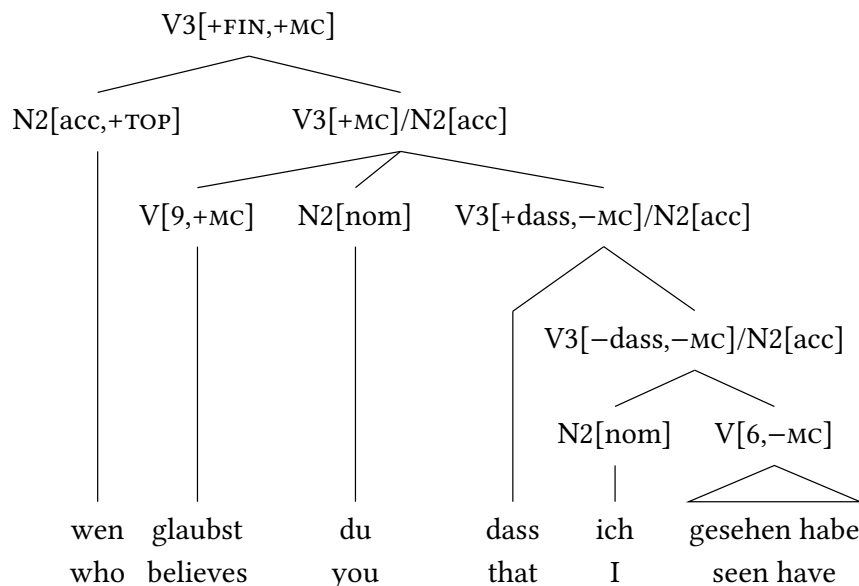 V3[+FIN,+MC]
N2[acc,+TOP] V3[+MC]/N2[acc]
V[9,+MC] N2[nom] V3[+dass,−MC]/N2[acc]
V3[−dass,−MC]/N2[acc]
N2[nom] V[6,−MC]
wen glaubst du dass ich gesehen habe
who believes you that I seen have